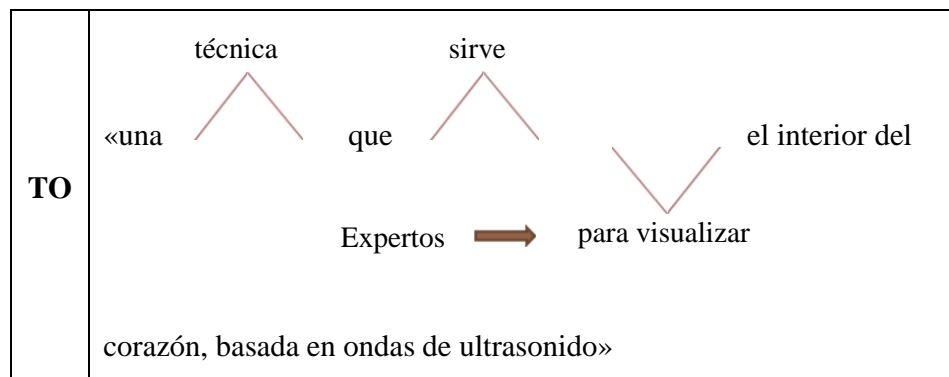 técnica sirve
«una que el interior del
TO
Expertos para visualizar
corazón, basada en ondas de ultrasonido»